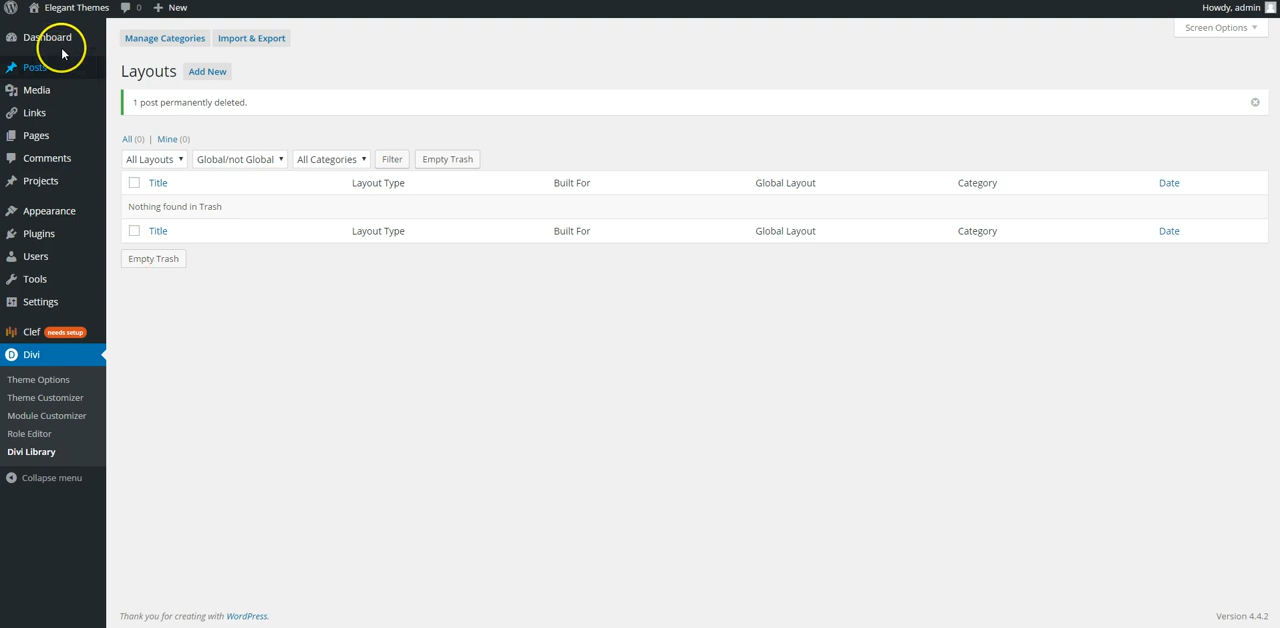 Elegant Themes 0 New Howdy, admin
Dashboard
Posts
Media
Links
Pages
Comments
Projects
Appearance
Plugins
Users
Tools
Settings
Clef needs setup
Divi
Theme Options
Theme Customizer
Module Customizer
Role Editor
Divi Library
Collapse menu
Screen Options
Manage Categories Import & Export
Layouts Add New
1 post permanently deleted.
All (0) | Mine (0)
All Layouts Global/not Global All Categories Filter Empty Trash
Title Layout Type Built For Global Layout Category Date
Nothing found in Trash
Title Layout Type Built For Global Layout Category Date
Empty Trash
Thank you for creating with WordPress. Version 4.4.2